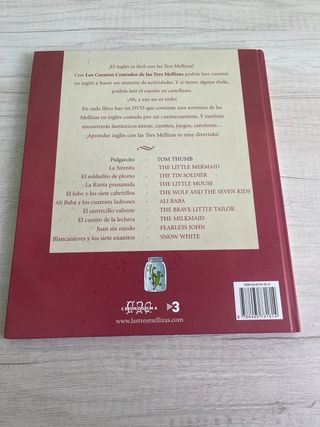 ¡El inglés es fácil con las Tres Mellizas!
Con Los Cuentos Contados de las Tres Mellizas podrás leer cuentos
en inglés y hacer un montón de actividades. Y si tienes alguna duda,
podrás leer el cuento en castellano.
¡Ah, y eso no es todo!
En cada libro hay un DVD que contiene una aventura de las
Mellizas en inglés contada por un cuentacuentos. Y también
encontrarás fantásticos extras: cuentos, juegos, canciones...
¡Aprender inglés con las Tres Mellizas es muy divertido!
Pulgarcito - TOM THUMB
La Sirenita - THE LITTLE MERMAID
El soldadito de plomo - THE TIN SOLDIER
La Ratita presumida - THE LITTLE MOUSE
El lobo y los siete cabritillos - THE WOLF AND THE SEVEN KIDS
Alí Babá y los cuarenta ladrones - ALI BABA
El sastrecillo valiente - THE BRAVE LITTLE TAILOR
El cuento de la lechera - THE MILKMAID
Juan sin miedo - FEARLESS JOHN
Blancanieves y los siete enanitos - SNOW WHITE
CROMOSOMA
3
www.lastresmellizas.com